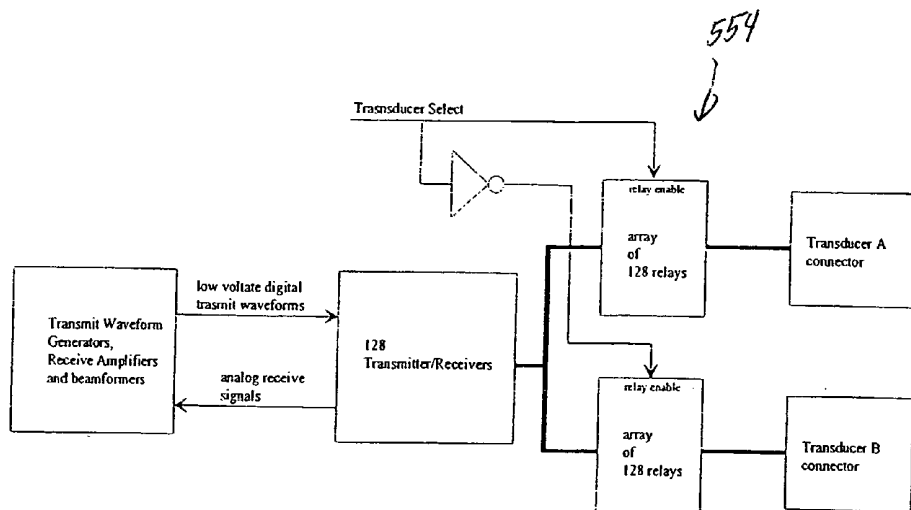 554
Trasnsducer Select
relay enable
array
of
128 relays
Transducer A
connector
low voltate digital
trasmit waveforms
Transmit Waveform
Generators,
Receive Amplifiers
and beamformers
128
Transmitter/Receivers
analog receive
signals
relay enable
array
of
128 relays
Transducer B
connector